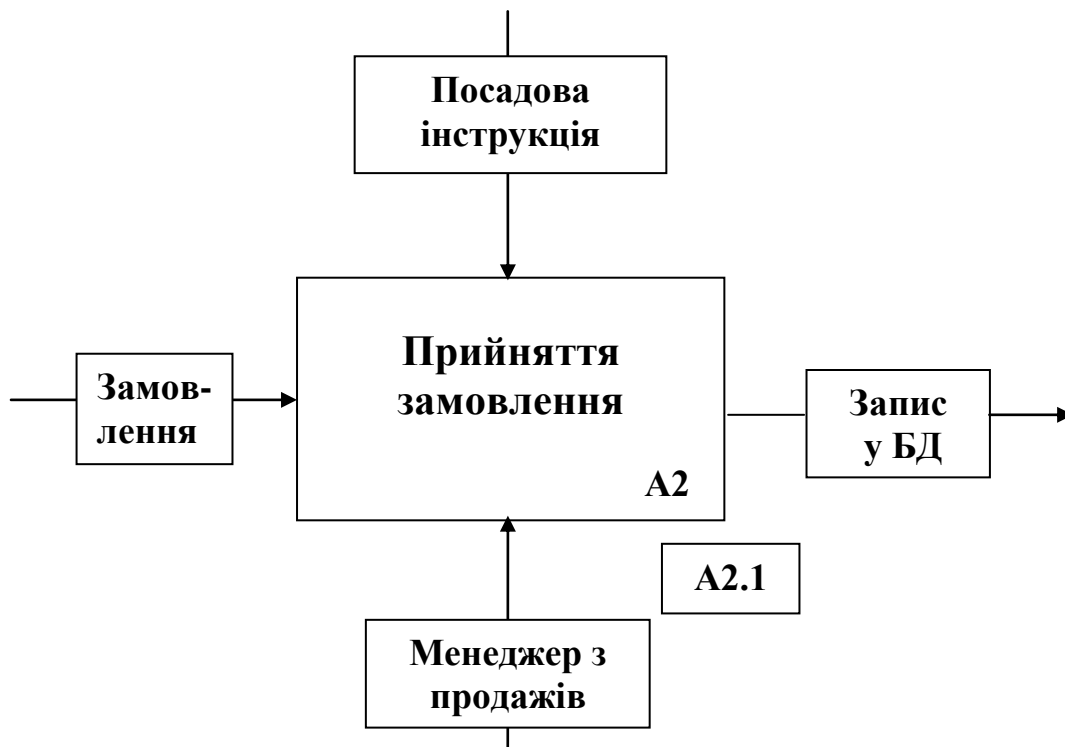 Посадова
інструкція
Прийняття
замовлення
Замов-
лення
Запис
у БД
А2
А2.1
Менеджер з
продажів